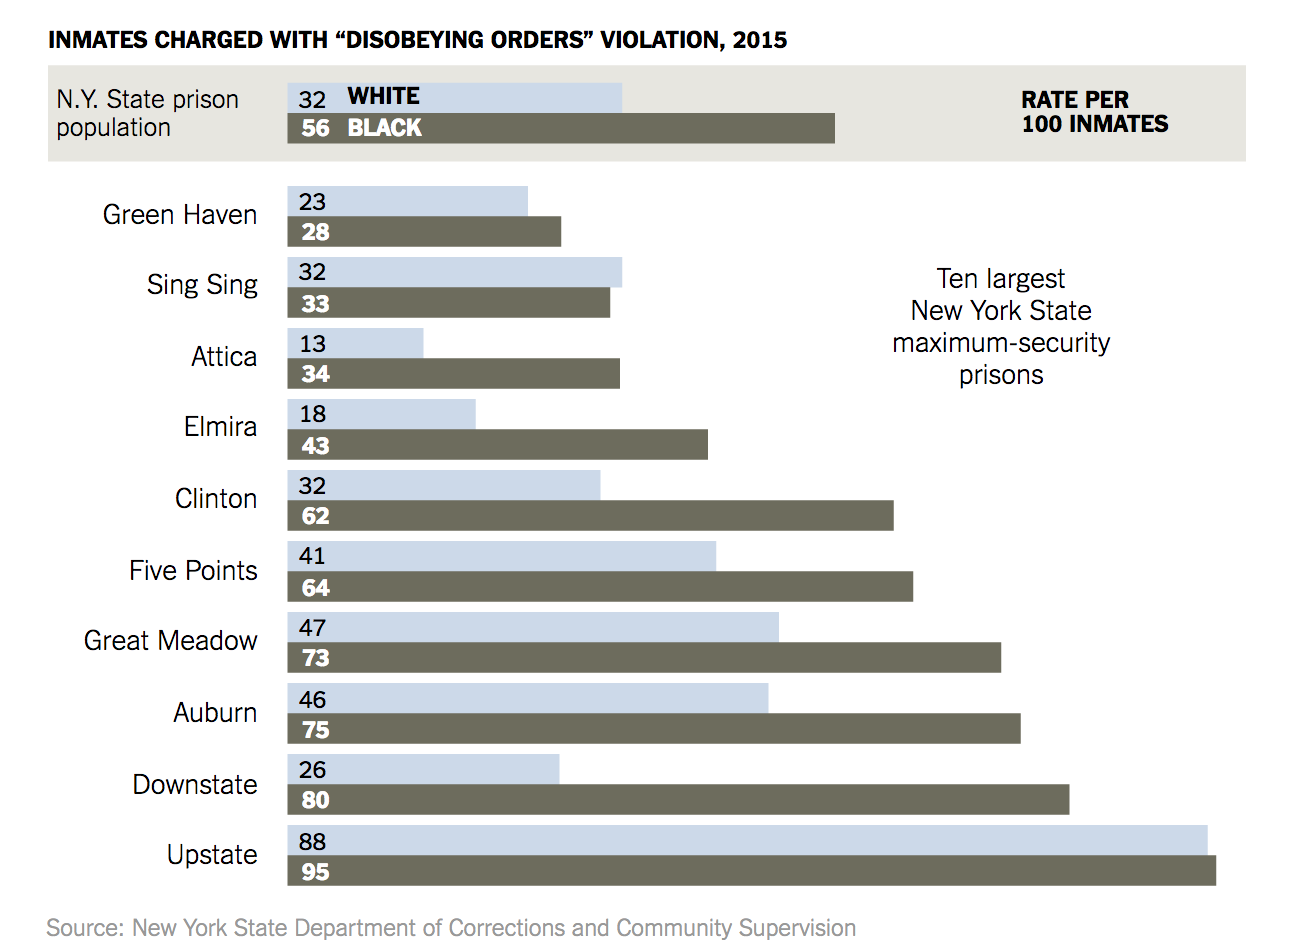 INMATES CHARGED WITH “DISOBEYING ORDERS” VIOLATION, 2015
N.Y. State prison
population
32 WHITE
56 BLACK
RATE PER
100 INMATES
Green Haven
23
28
Sing Sing
32
33
Ten largest
New York State
maximum-security
prisons
Attica
13
34
Elmira
18
43
Clinton
32
62
Five Points
41
64
Great Meadow
47
73
Auburn
46
75
Downstate
26
80
Upstate
88
95
Source: New York State Department of Corrections and Community Supervision